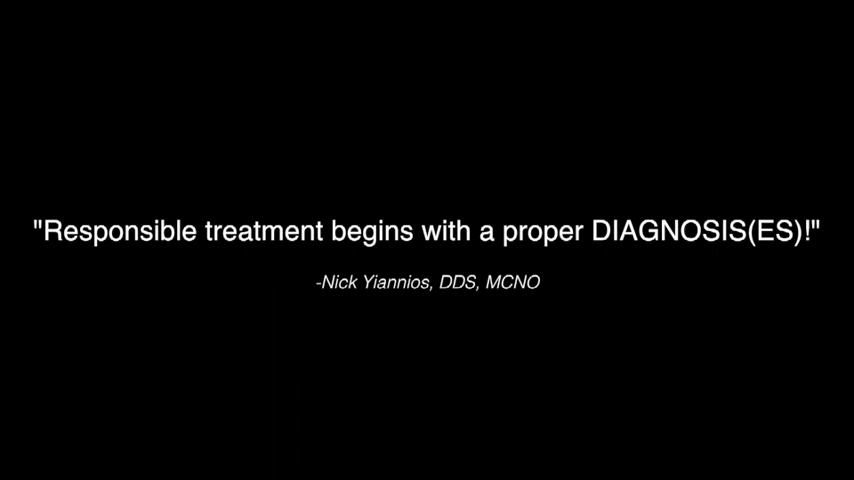 "Responsible treatment begins with a proper DIAGNOSIS(ES)!"
-Nick Yiannios, DDS, MCNO